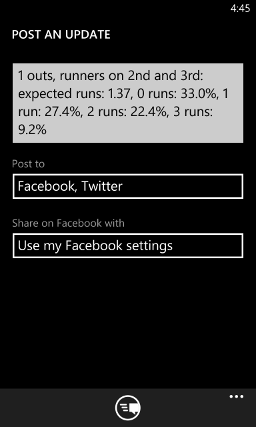 4:45
POST AN UPDATE
1 outs, runners on 2nd and 3rd:
expected runs: 1.37, 0 runs: 33.0%, 1
run: 27.4%, 2 runs: 22.4%, 3 runs:
9.2%
Post to
Facebook, Twitter
Share on Facebook with
Use my Facebook settings